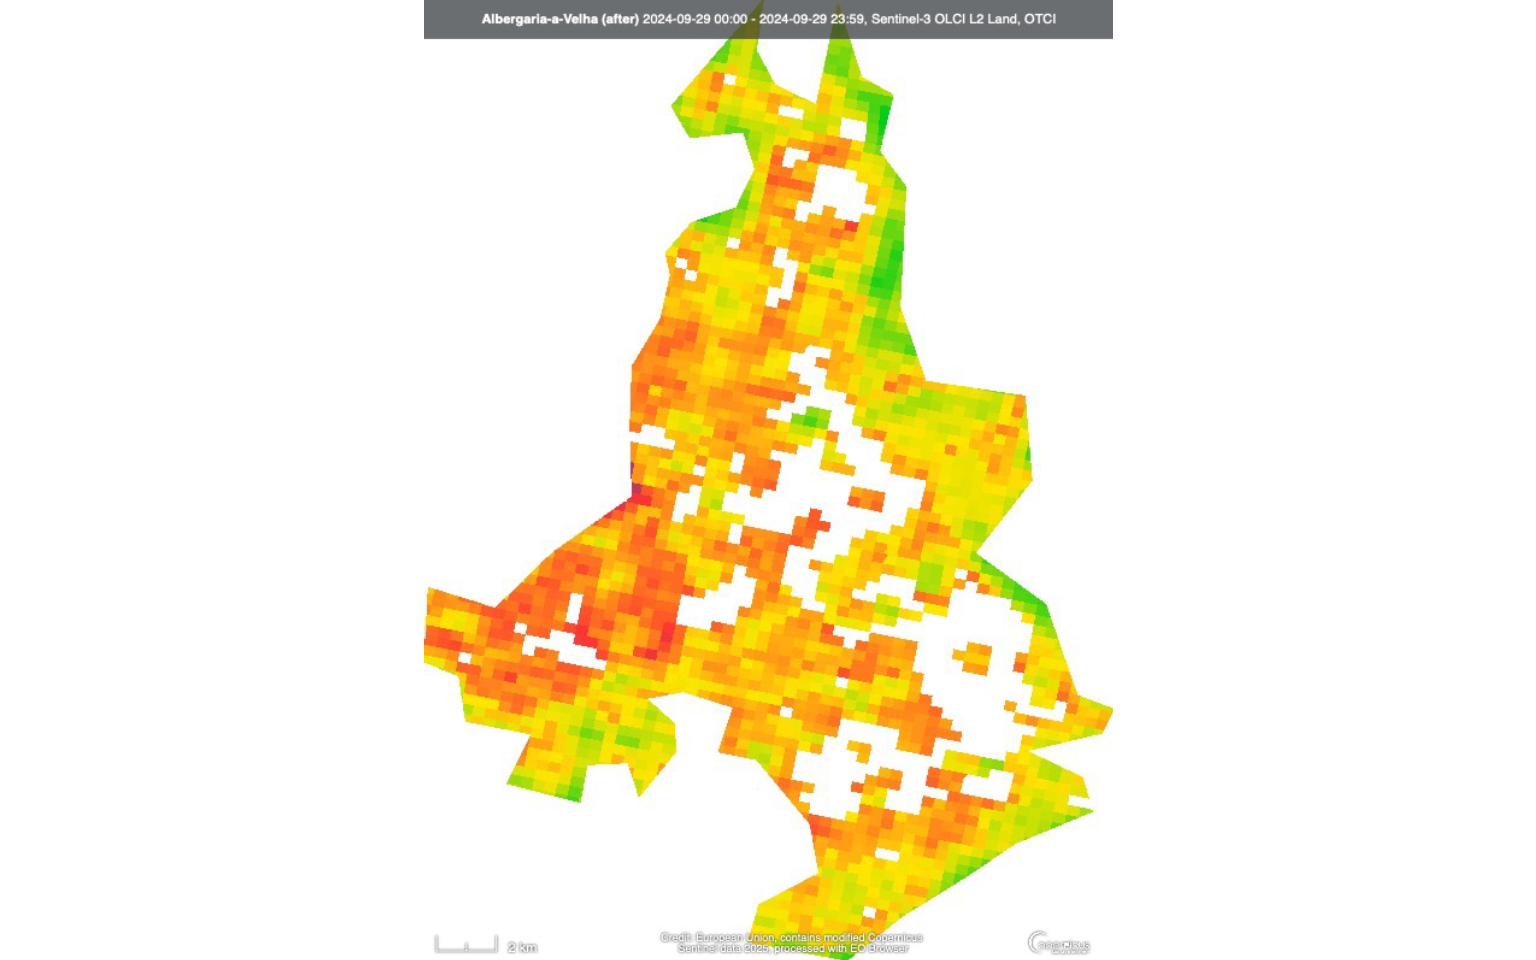 Albergaria-a-Velha (after) 2024-09-29 00:00 - 2024-09-29 23:59, Sentinel-3 OLCI L2 Land, OTCI
2 km
Credit: European Union, contains modified Copernicus
Sentinel data 2025, processed with EO Browser
opernicus